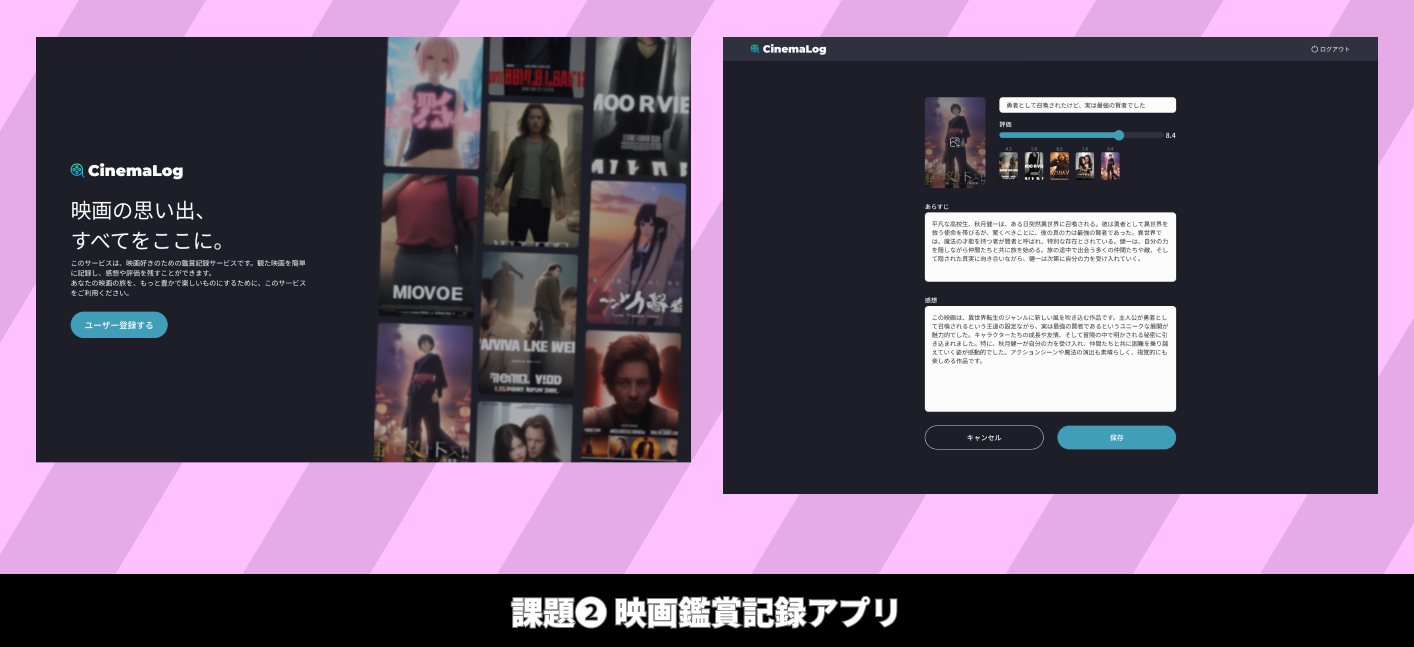 CinemaLog
映画の思い出、
すべてをここに。
このサービスは、映画好きのための鑑賞記録サービスです。観た映画を簡単
に記録し、感想や評価を残すことができます。
あなたの映画の旅を、もっと豊かで楽しいものにするために、このサービス
をご利用ください。
ユーザー登録する
MIOVOE
CinemaLog
ログアウト
勇者として召喚されたけど、実は最強の賢者でした
評価
8.4
あらすじ
平凡な高校生、秋月健一は、ある日突然異世界に召喚される。彼は勇者として異世界を
救う使命を帯びるが、驚くべきことに、彼の真の力は最強の賢者であった。異世界で
は、魔法の才能を持つ者が賢者と呼ばれ、特別な存在とされている。健一は、自分の力
を隠しながら仲間たちと共に旅を始める。旅の途中で出会う多くの仲間たちや敵、そし
て隠された真実に向き合いながら、健一は次第に自分の力を受け入れていく。
感想
この映画は、異世界転生のジャンルに新しい風を吹き込む作品です。主人公が勇者とし
て召喚されるという王道の設定ながら、実は最強の賢者であるというユニークな展開が
魅力的でした。キャラクターたちの成長や友情、そして冒険の中で明かされる秘密に引
き込まれました。特に、秋月健一が自分の力を受け入れ、仲間たちと共に困難を乗り越
えていく姿が感動的でした。アクションシーンや魔法の演出も素晴らしく、視覚的にも
楽しめる作品です。
キャンセル
保存
課題❷ 映画鑑賞記録アプリ